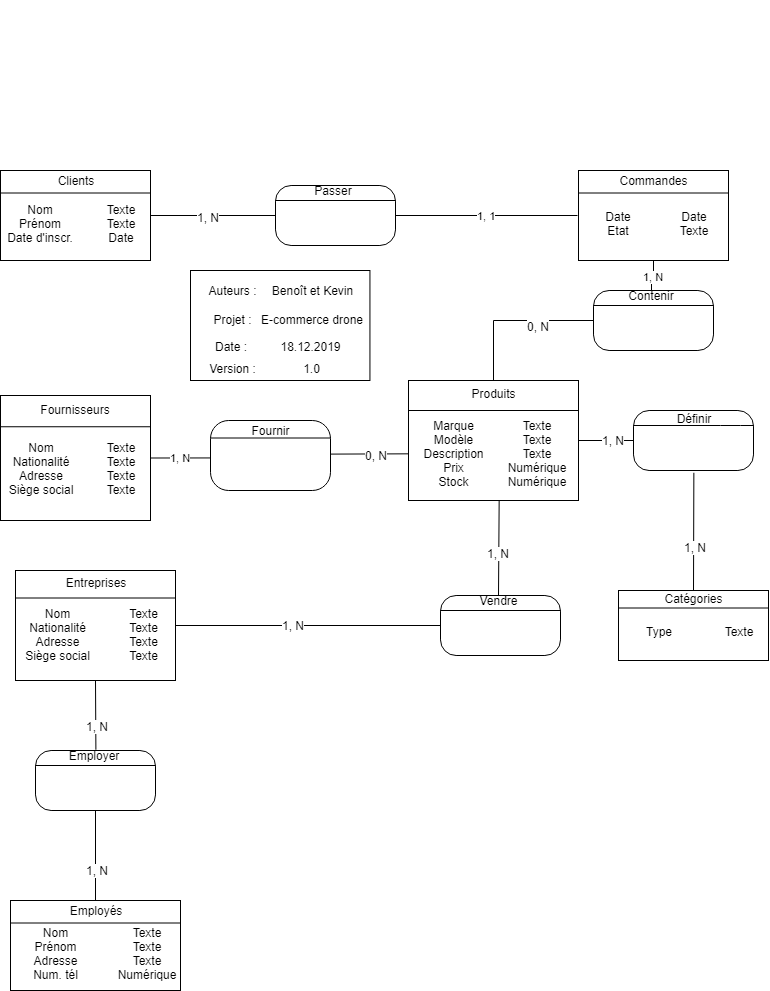 Clients
Nom Texte
Prénom Texte
Date d'inscr. Date
1, N
Passer
1, 1
Commandes
Date Date
Etat Texte
1, N
Contenir
0, N
Auteurs : Benoît et Kevin
Projet : E-commerce drone
Date : 18.12.2019
Version : 1.0
Fournisseurs
Nom Texte
Nationalité Texte
Adresse Texte
Siège social Texte
1, N
Fournir
0, N
Produits
Marque Texte
Modèle Texte
Description Texte
Prix Numérique
Stock Numérique
1, N
Définir
1, N
Catégories
Type Texte
1, N
Vendre
1, N
Entreprises
Nom Texte
Nationalité Texte
Adresse Texte
Siège social Texte
1, N
Employer
1, N
Employés
Nom Texte
Prénom Texte
Adresse Texte
Num. tél Numérique